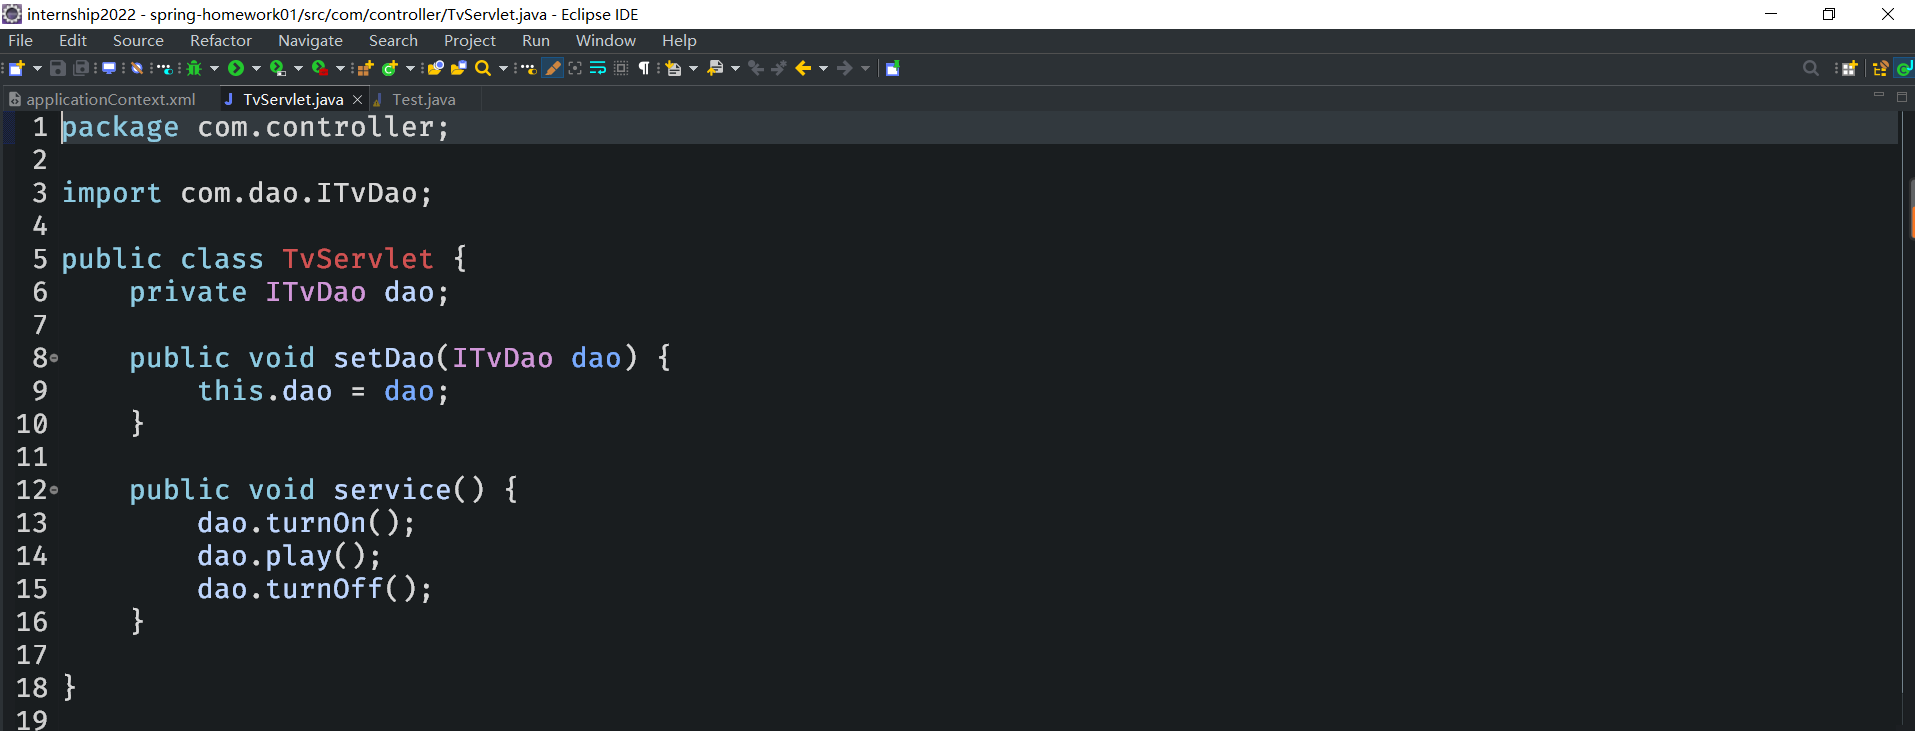 internship2022 - spring-homework01/src/com/controller/TvServlet.java - Eclipse IDE
File Edit Source Refactor Navigate Search Project Run Window Help
applicationContext.xml TvServlet.java Test.java
1 package com.controller;
2
3 import com.dao.ITvDao;
4
5 public class TvServlet {
6 private ITvDao dao;
7
8 public void setDao(ITvDao dao) {
9 this.dao = dao;
10 }
11
12 public void service() {
13 dao.turnOn();
14 dao.play();
15 dao.turnOff();
16 }
17
18 }
19